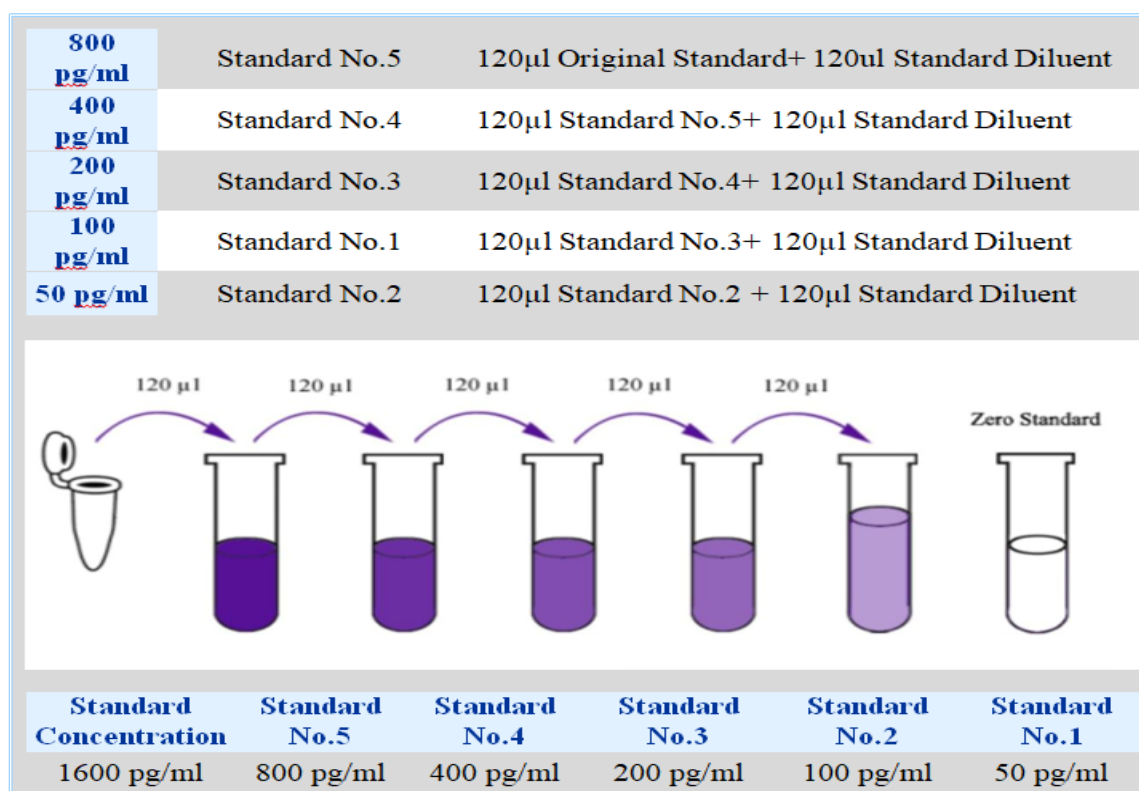 800
pg/ml
Standard No.5
120µl Original Standard+ 120ul Standard Diluent
400
pg/ml
Standard No.4
120µl Standard No.5+ 120µl Standard Diluent
200
pg/ml
Standard No.3
120µl Standard No.4+ 120µl Standard Diluent
100
pg/ml
Standard No.1
120µl Standard No.3+ 120µl Standard Diluent
50 pg/ml
Standard No.2
120µl Standard No.2 + 120µl Standard Diluent
120 µl
120 µl
120 µl
120 µl
120 µl
Zero Standard
Standard
Concentration
Standard
No.5
Standard
No.4
Standard
No.3
Standard
No.2
Standard
No.1
1600 pg/ml
800 pg/ml
400 pg/ml
200 pg/ml
100 pg/ml
50 pg/ml